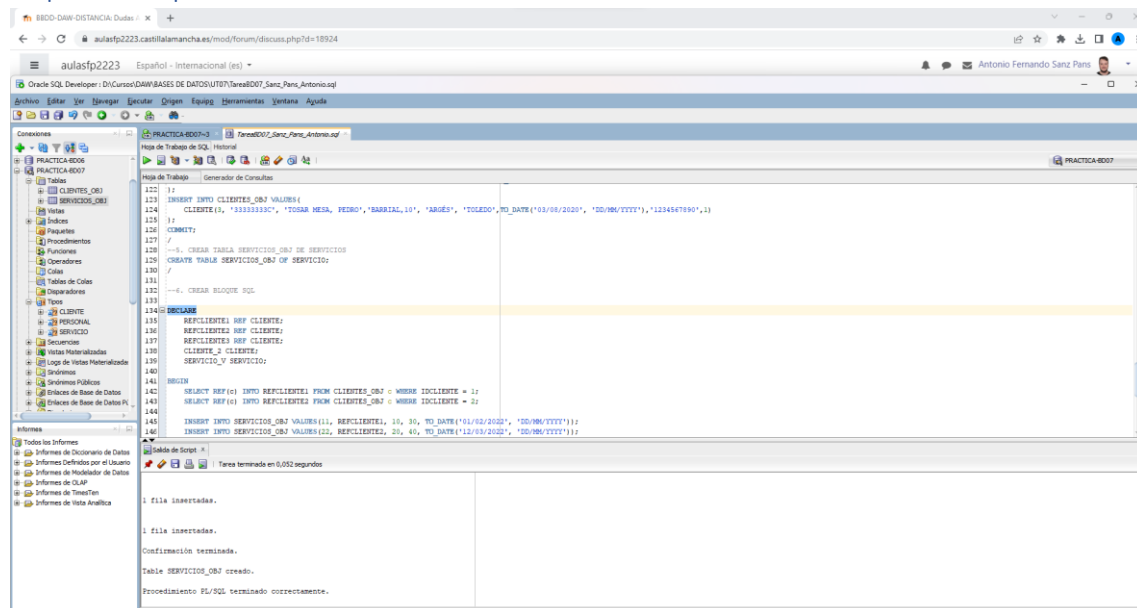 BBDD-DAW-DISTANCIA: Dudas /
aulasfp2223.castillalamancha.es/mod/forum/discuss.php?d=18924
aulasfp2223 Español - Internacional (es)
Antonio Fernando Sanz Pans
Oracle SQL Developer : D:\Cursos\DAW\BASES DE DATOS\UT07\TareaBD07_Sanz_Pans_Antonio.sql
Archivo Editar Ver Navegar Ejecutar Origen Equipo Herramientas Ventana Ayuda
Conexiones
PRACTICA-BD07~3 TareaBD07_Sanz_Pans_Antonio.sql
Hoja de Trabajo de SQL Historial
PRACTICA-BD07
Hoja de Trabajo Generador de Consultas
PRACTICA-BD06
PRACTICA-BD07
Tablas
CLIENTES_OBJ
SERVICIOS_OBJ
Vistas
Índices
Paquetes
Procedimientos
Funciones
Operadores
Colas
Tablas de Colas
Disparadores
Tipos
CLIENTE
PERSONAL
SERVICIO
Secuencias
Vistas Materializadas
Logs de Vistas Materializada
Sinónimos
Sinónimos Públicos
Enlaces de Base de Datos
Enlaces de Base de Datos Pú
122 );
123 INSERT INTO CLIENTES_OBJ VALUES(
124 CLIENTE(3, '33333333C', 'TOSAR MESA, PEDRO','BARRIAL,10', 'ARGÉS', 'TOLEDO',TO_DATE('03/08/2020', 'DD/MM/YYYY'),'1234567890',1)
125 );
126 COMMIT;
127 /
128 --5. CREAR TABLA SERVICIOS_OBJ DE SERVICIOS
129 CREATE TABLE SERVICIOS_OBJ OF SERVICIO;
130 /
131
132 --6. CREAR BLOQUE SQL
133
134 DECLARE
135 REFCLIENTE1 REF CLIENTE;
136 REFCLIENTE2 REF CLIENTE;
137 REFCLIENTE3 REF CLIENTE;
138 CLIENTE_2 CLIENTE;
139 SERVICIO_V SERVICIO;
140
141 BEGIN
142 SELECT REF(c) INTO REFCLIENTE1 FROM CLIENTES_OBJ c WHERE IDCLIENTE = 1;
143 SELECT REF(c) INTO REFCLIENTE2 FROM CLIENTES_OBJ c WHERE IDCLIENTE = 2;
144
145 INSERT INTO SERVICIOS_OBJ VALUES(11, REFCLIENTE1, 10, 30, TO_DATE('01/02/2022', 'DD/MM/YYYY'));
146 INSERT INTO SERVICIOS_OBJ VALUES(22, REFCLIENTE2, 20, 40, TO_DATE('12/03/2022', 'DD/MM/YYYY'));
Informes
Todos los Informes
Informes de Diccionario de Datos
Informes Definidos por el Usuario
Informes de Modelador de Datos
Informes de OLAP
Informes de TimesTen
Informes de Vista Analítica
Salida de Script
Tarea terminada en 0,052 segundos
1 fila insertadas.
1 fila insertadas.
Confirmación terminada.
Table SERVICIOS_OBJ creado.
Procedimiento PL/SQL terminado correctamente.